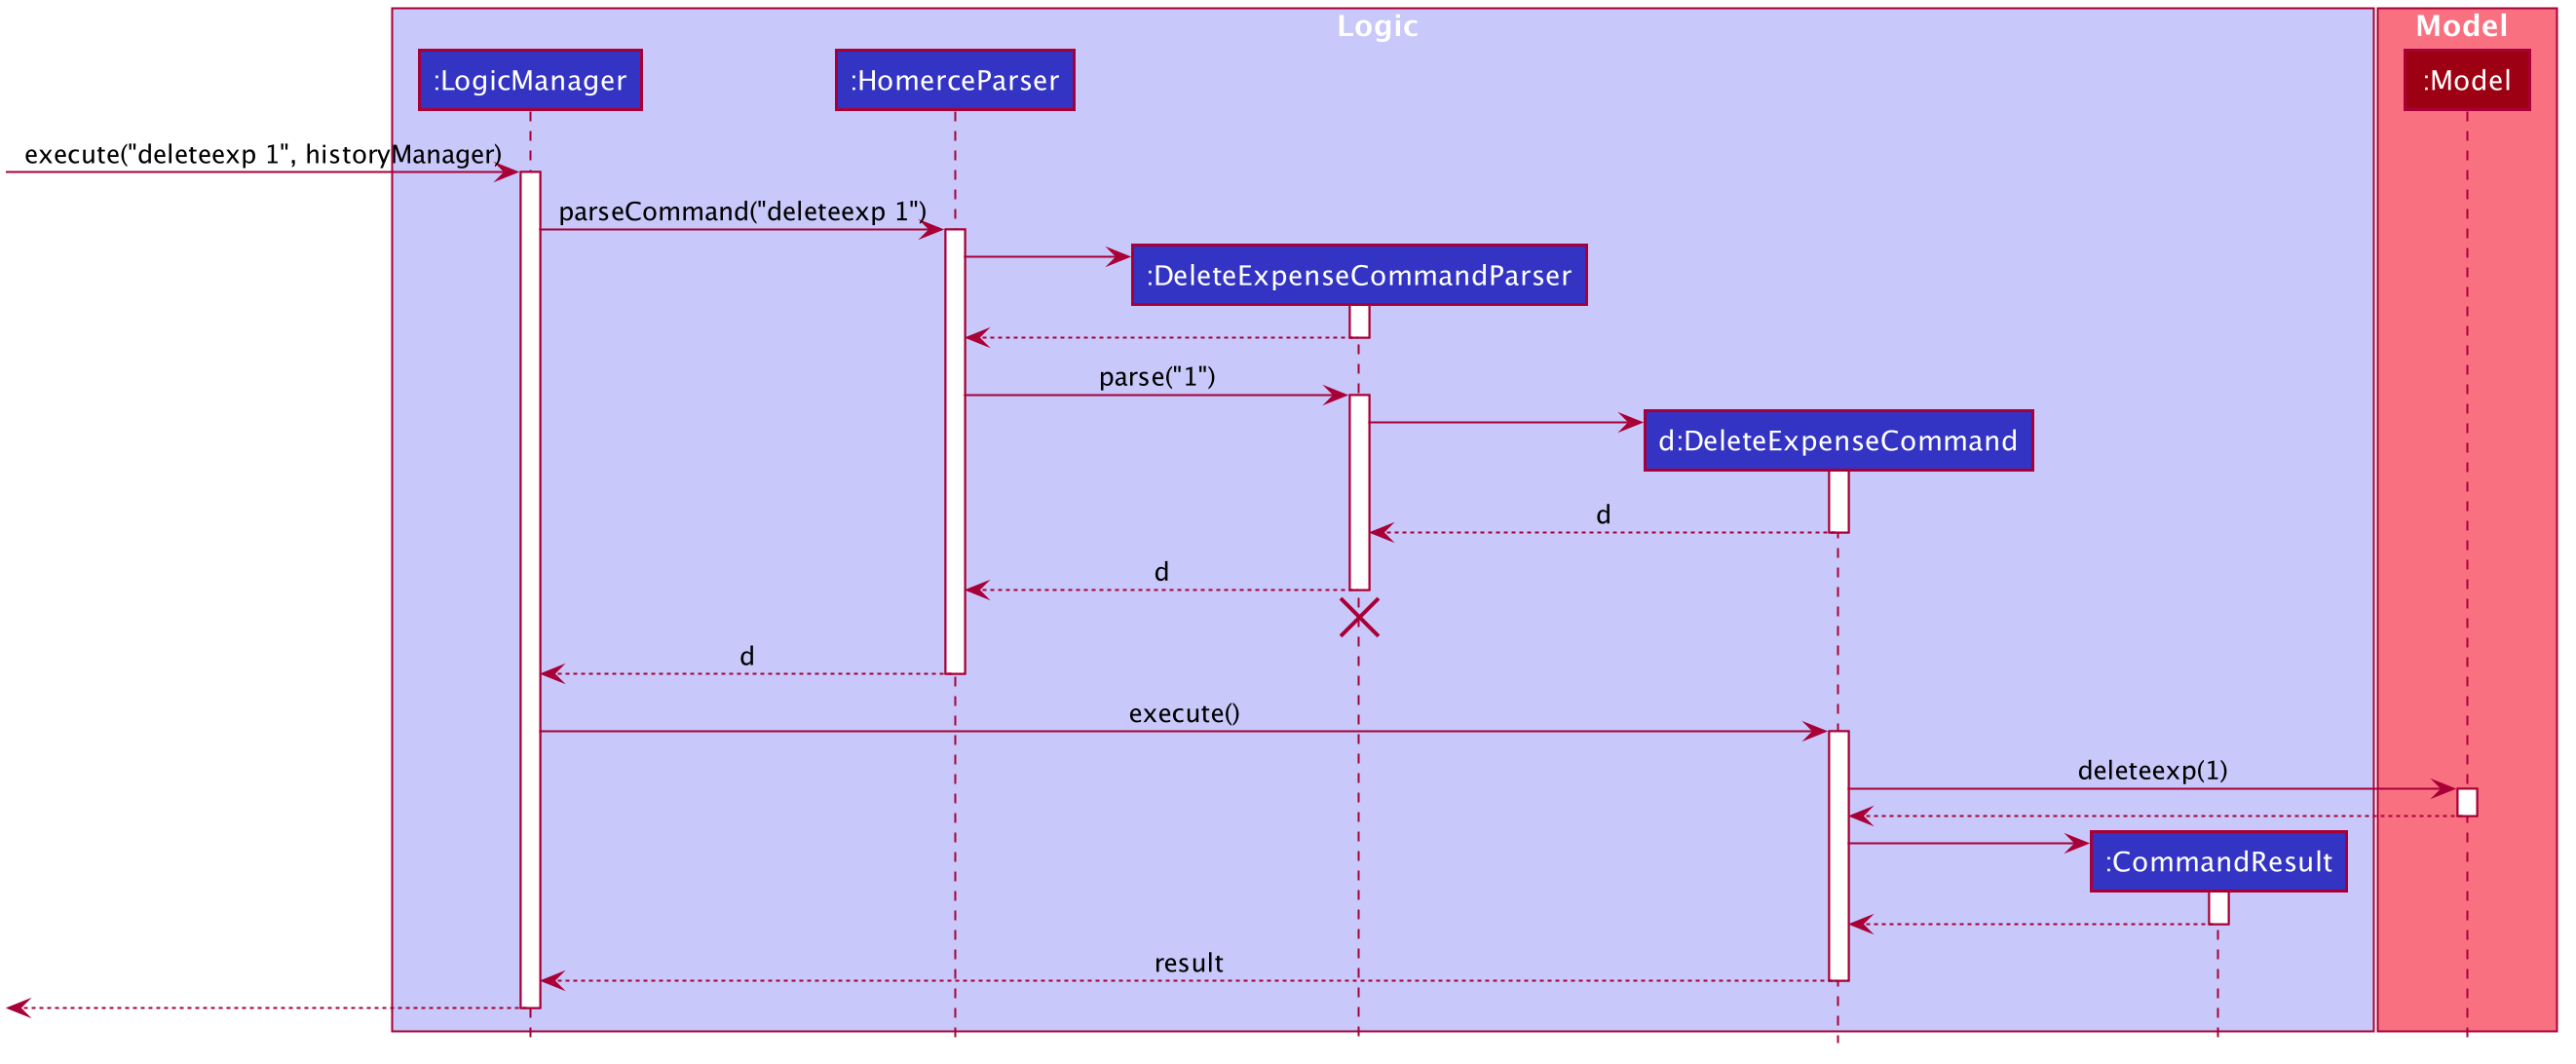 Logic
Model
:LogicManager
:HomerceParser
:Model
execute("deleteexp 1", historyManager)
parseCommand("deleteexp 1")
:DeleteExpenseCommandParser
parse("1")
d:DeleteExpenseCommand
d
d
d
execute()
deleteexp(1)
:CommandResult
result